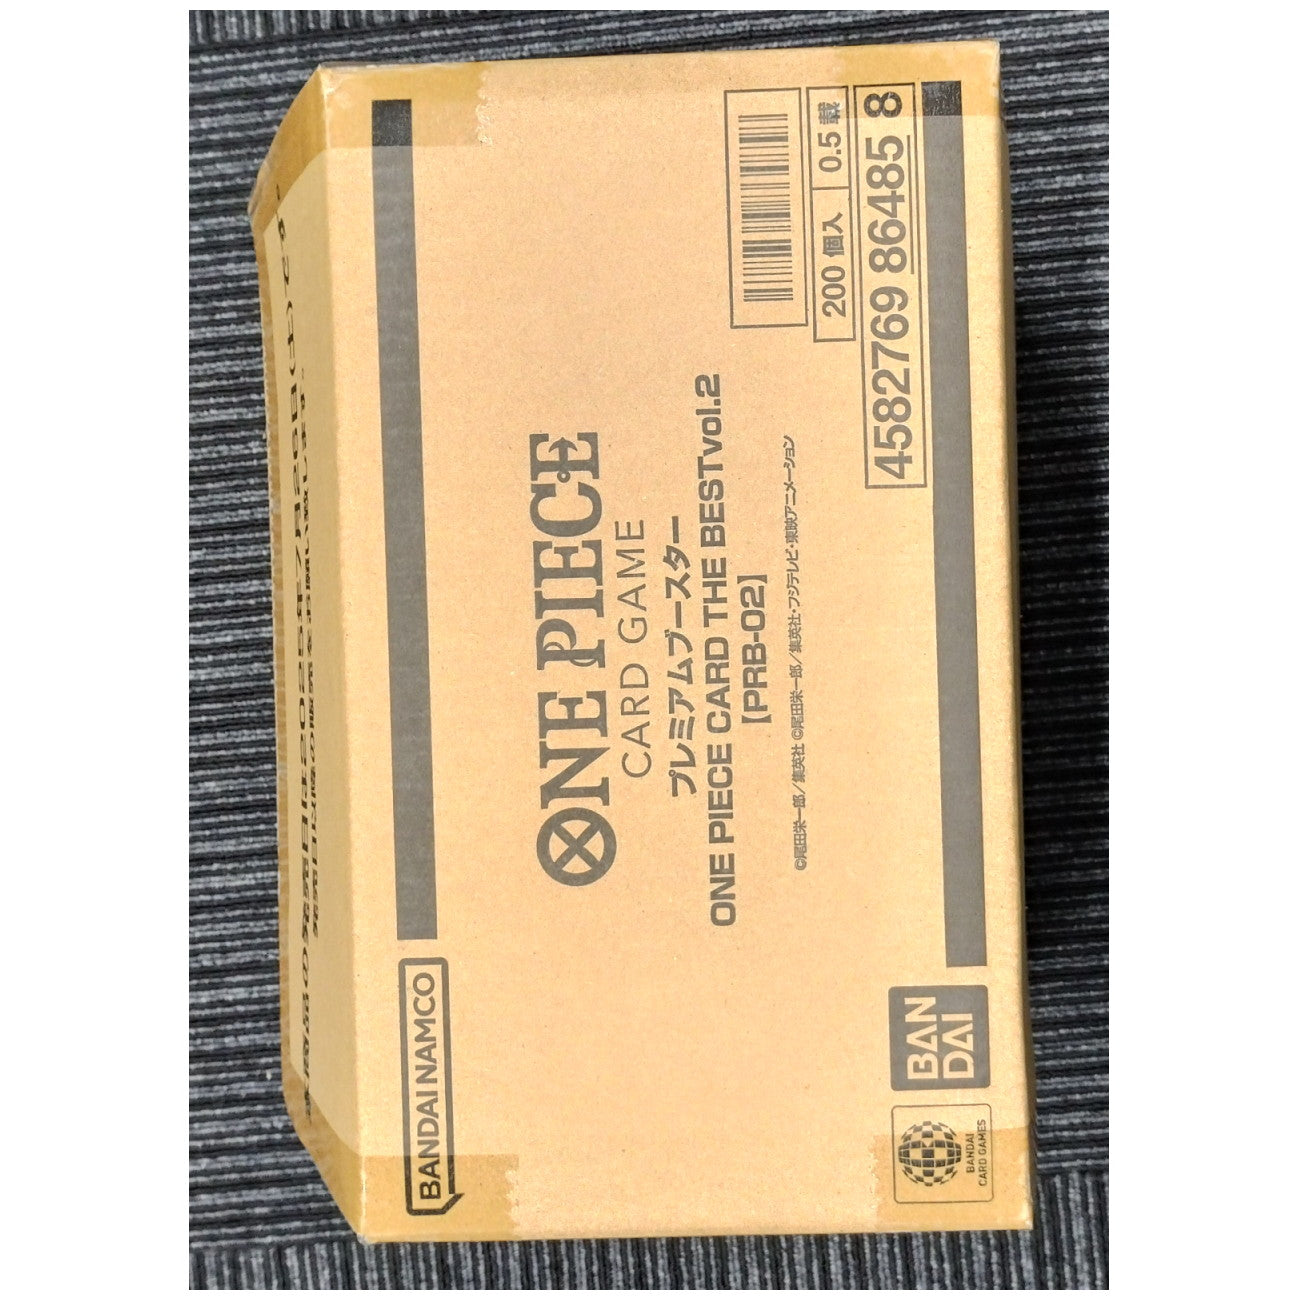 BANDAI NAMCO
ONE PIECE
CARD GAME
プレミアムブースター
ONE PIECE CARD THE BESTvol.2
【PRB-02】
©尾田栄一郎/集英社 ©尾田栄一郎/集英社・フジテレビ・東映アニメーション
200 個入
0.5 載
4582769 86485 8
BANDAI
CARD GAMES
BAN
DAI